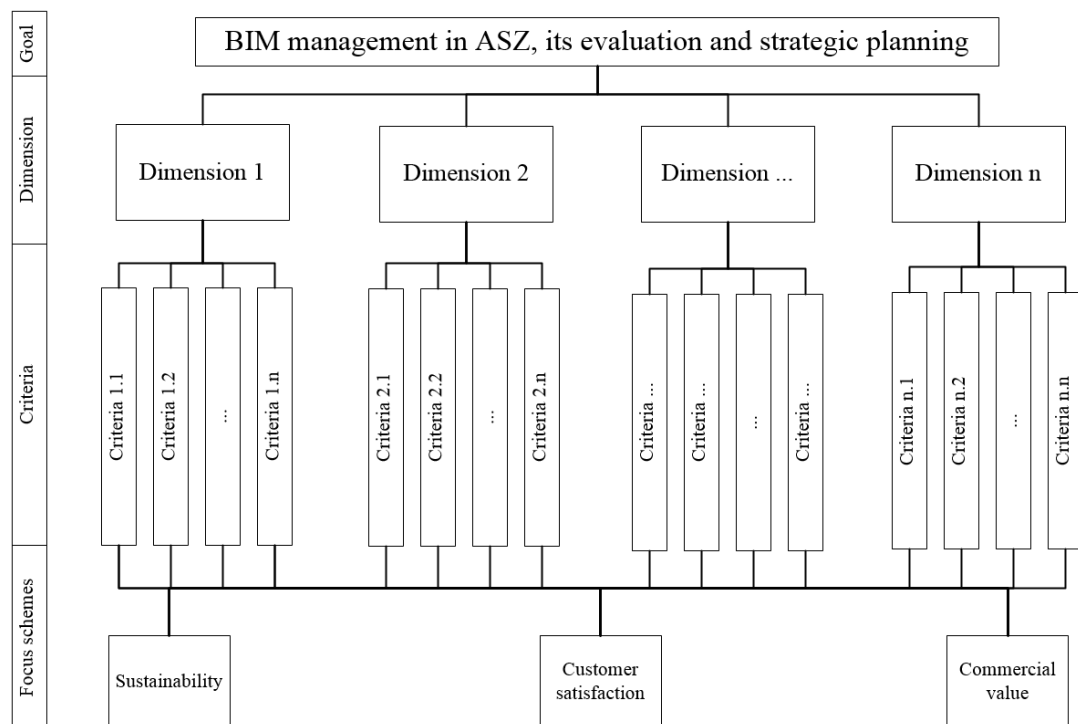 Goal
BIM management in ASZ, its evaluation and strategic planning
Dimension
Dimension 1
Dimension 2
Dimension ...
Dimension n
Criteria
Criteria 1.1
Criteria 1.2
...
Criteria 1.n
Criteria 2.1
Criteria 2.2
...
Criteria 2.n
Criteria ...
Criteria ...
...
Criteria ...
Criteria n.1
Criteria n.2
...
Criteria n.n
Focus schemes
Sustainability
Customer
satisfaction
Commercial
value